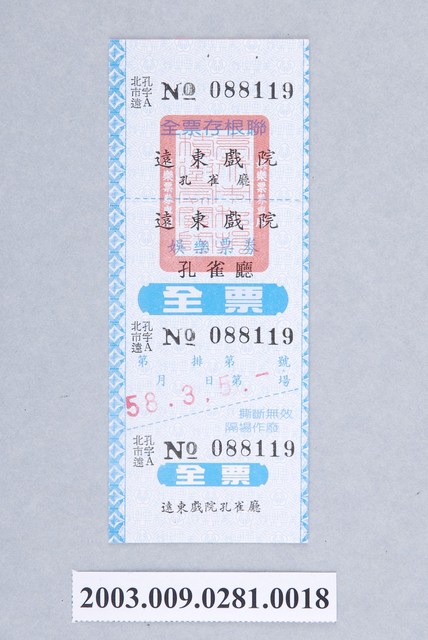 北市遠 孔字A № 088119
全票存根聯
遠東戲院
孔雀廳
遠東戲院
娛樂票券
孔雀廳
全票
北市遠 孔字A № 088119
第 排第 號
月 日第 場
58.3.5.-
撕斷無效
隔場作廢
北市遠 孔字A № 088119
全票
遠東戲院孔雀廳
2003.009.0281.0018